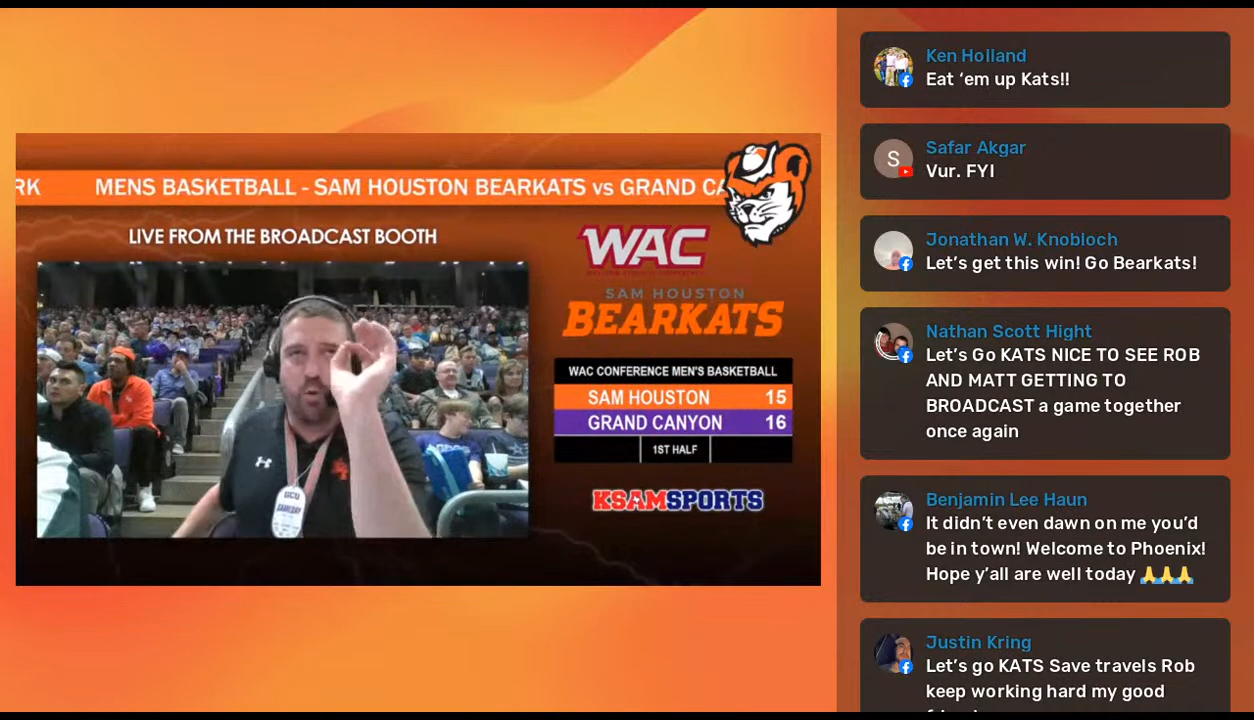 RK MENS BASKETBALL - SAM HOUSTON BEARKATS vs GRAND CA
LIVE FROM THE BROADCAST BOOTH
GCU
GAMEDAY
WAC
SAM HOUSTON
BEARKATS
WAC CONFERENCE MEN'S BASKETBALL
SAM HOUSTON 15
GRAND CANYON 16
1ST HALF
KSAMSPORTS
Ken Holland
Eat ‘em up Kats!!
S
Safar Akgar
Vur. FYI
Jonathan W. Knobloch
Let’s get this win! Go Bearkats!
Nathan Scott Hight
Let’s Go KATS NICE TO SEE ROB
AND MATT GETTING TO
BROADCAST a game together
once again
Benjamin Lee Haun
It didn’t even dawn on me you’d
be in town! Welcome to Phoenix!
Hope y’all are well today 🙏🙏🙏
Justin Kring
Let’s go KATS Save travels Rob
keep working hard my good